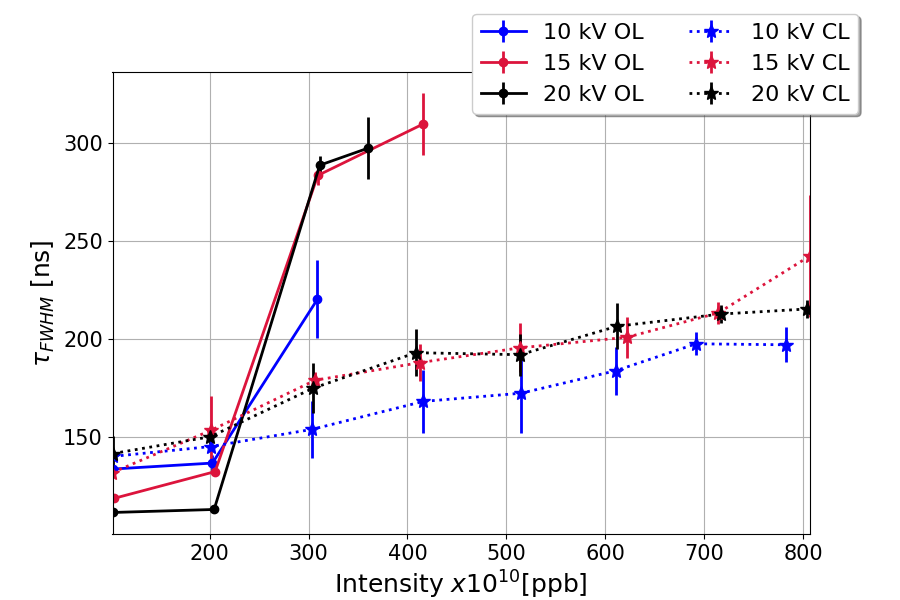 10 kV OL 10 kV CL
15 kV OL 15 kV CL
20 kV OL 20 kV CL
300
250
200
150
τFWHM [ns]
200 300 400 500 600 700 800
Intensity x10^10[ppb]